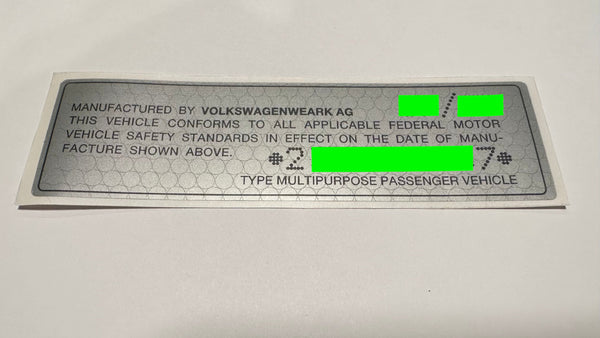 MANUFACTURED BY VOLKSWAGENWEARK AG /
THIS VEHICLE CONFORMS TO ALL APPLICABLE FEDERAL MOTOR
VEHICLE SAFETY STANDARDS IN EFFECT ON THE DATE OF MANU-
FACTURE SHOWN ABOVE. *2 7*
TYPE MULTIPURPOSE PASSENGER VEHICLE